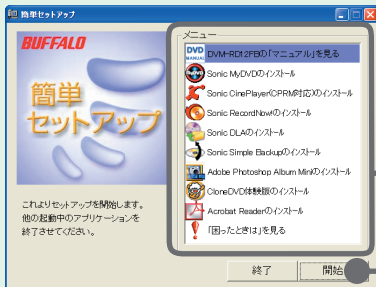 簡単セットアップ
BUFFALO
簡単
セットアップ
これよりセットアップを開始します。
他の起動中のアプリケーションを
終了させてください。
メニュー
DVD
MANUAL
DVM-RD12FBの「マニュアル」を見る
MyDVD
Sonic MyDVDのインストール
Sonic CinePlayer(CPRM対応)のインストール
Sonic RecordNow!のインストール
Sonic DLAのインストール
Sonic Simple Backupのインストール
Adobe Photoshop Album Miniのインストール
CloneDVD体験版のインストール
Acrobat Readerのインストール
「困ったときは」を見る
終了
開始